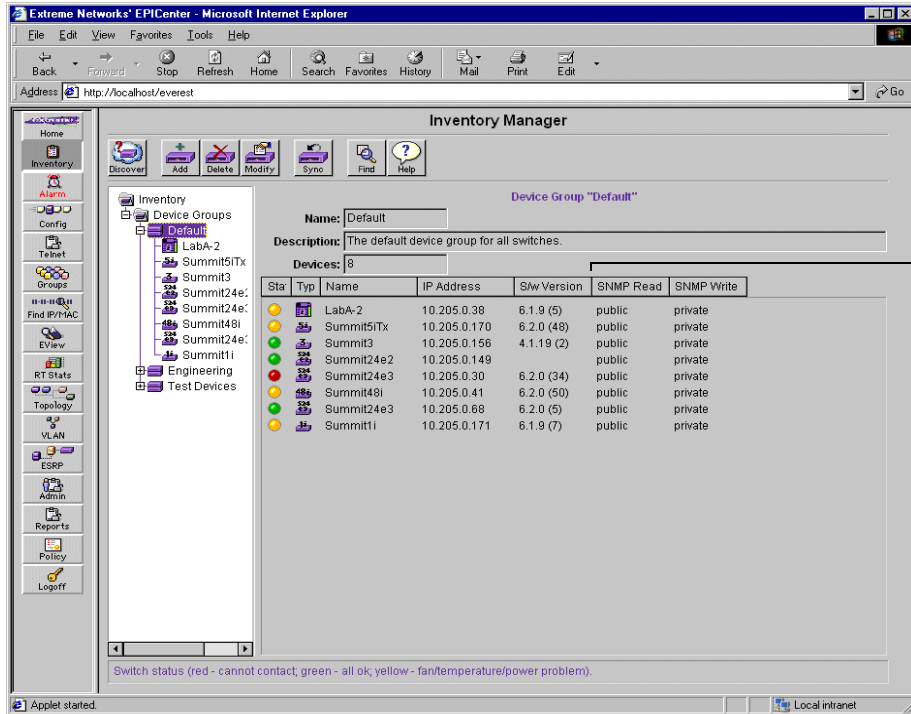 Extreme Networks' EPICenter - Microsoft Internet Explorer
File Edit View Favorites Tools Help
Back Forward Stop Refresh Home Search Favorites History Mail Print Edit
Address http://localhost/everest Go
Home
Inventory
Alarm
Config
Telnet
Groups
Find IP/MAC
EView
RT Stats
Topology
VLAN
ESRP
Admin
Reports
Policy
Logoff
Inventory Manager
Discover Add Delete Modify Sync Find Help
Inventory
Device Groups
Default
LabA-2
Summit5iTx
Summit3
Summit24e2
Summit24e3
Summit48i
Summit24e3
Summit1i
Engineering
Test Devices
Device Group "Default"
Name: Default
Description: The default device group for all switches.
Devices: 8
Sta Typ Name IP Address S/w Version SNMP Read SNMP Write
LabA-2 10.205.0.38 6.1.9 (5) public private
5i Summit5iTx 10.205.0.170 6.2.0 (48) public private
3 Summit3 10.205.0.156 4.1.19 (2) public private
524 e2 Summit24e2 10.205.0.149 public private
524 e3 Summit24e3 10.205.0.30 6.2.0 (34) public private
48i Summit48i 10.205.0.41 6.2.0 (50) public private
524 e3 Summit24e3 10.205.0.68 6.2.0 (5) public private
1i Summit1i 10.205.0.171 6.1.9 (7) public private
Switch status (red - cannot contact; green - all ok; yellow - fan/temperature/power problem).
Applet started. Local intranet